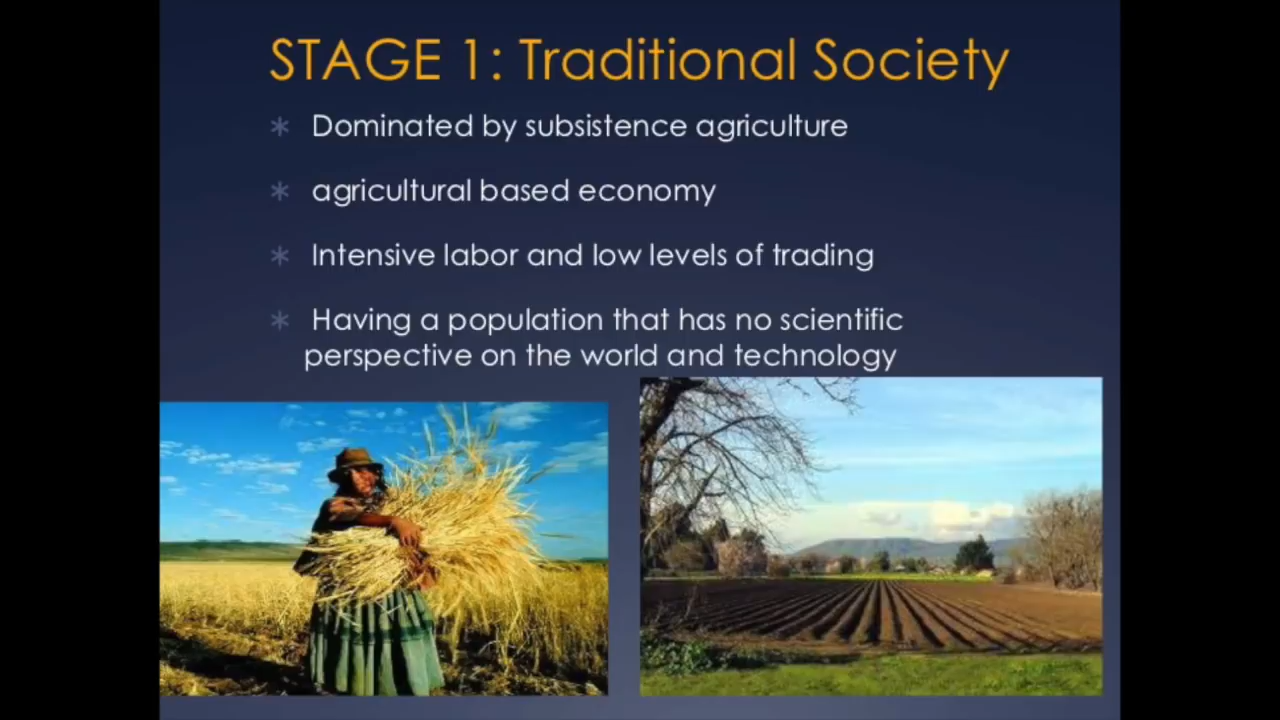 STAGE 1: Traditional Society
* Dominated by subsistence agriculture
* agricultural based economy
* Intensive labor and low levels of trading
* Having a population that has no scientific
perspective on the world and technology